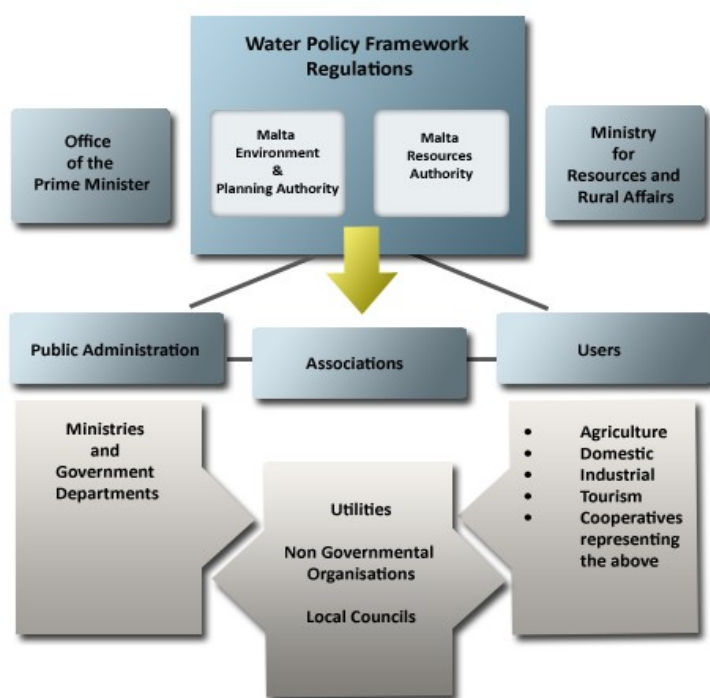 Water Policy Framework
Regulations
Office
of the
Prime Minister
Malta
Environment
&
Planning Authority
Malta
Resources
Authority
Ministry
for
Resources and
Rural Affairs
Public Administration
Associations
Users
Ministries
and
Government
Departments
Utilities
Non Governmental
Organisations
Local Councils
• Agriculture
• Domestic
• Industrial
• Tourism
• Cooperatives
representing
the above